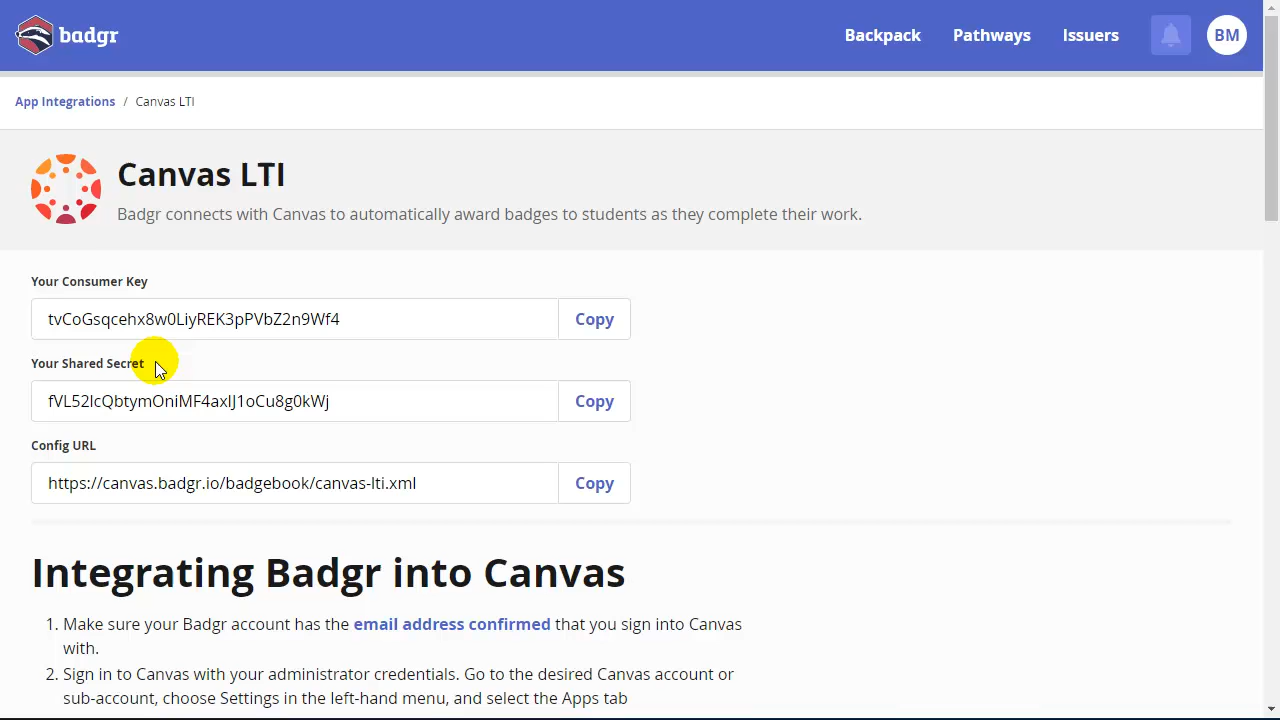 badgr
Backpack Pathways Issuers BM
App Integrations / Canvas LTI
Canvas LTI
Badgr connects with Canvas to automatically award badges to students as they complete their work.
Your Consumer Key
tvCoGsqcehx8w0LiyREK3pPVbZ2n9Wf4 Copy
Your Shared Secret
fVL52lcQbtymOniMF4axlJ1oCu8g0kWj Copy
Config URL
https://canvas.badgr.io/badgebook/canvas-lti.xml Copy
Integrating Badgr into Canvas
1. Make sure your Badgr account has the email address confirmed that you sign into Canvas
with.
2. Sign in to Canvas with your administrator credentials. Go to the desired Canvas account or
sub-account, choose Settings in the left-hand menu, and select the Apps tab